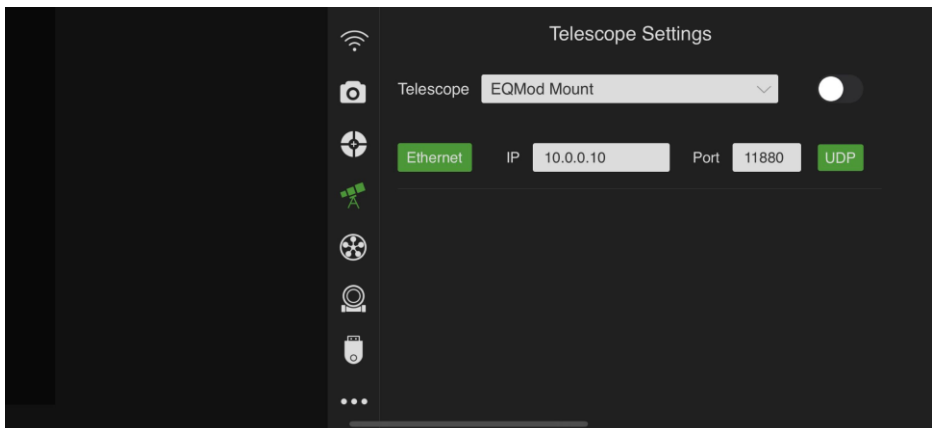 Telescope Settings
Telescope EQMod Mount
Ethernet IP 10.0.0.10 Port 11880 UDP